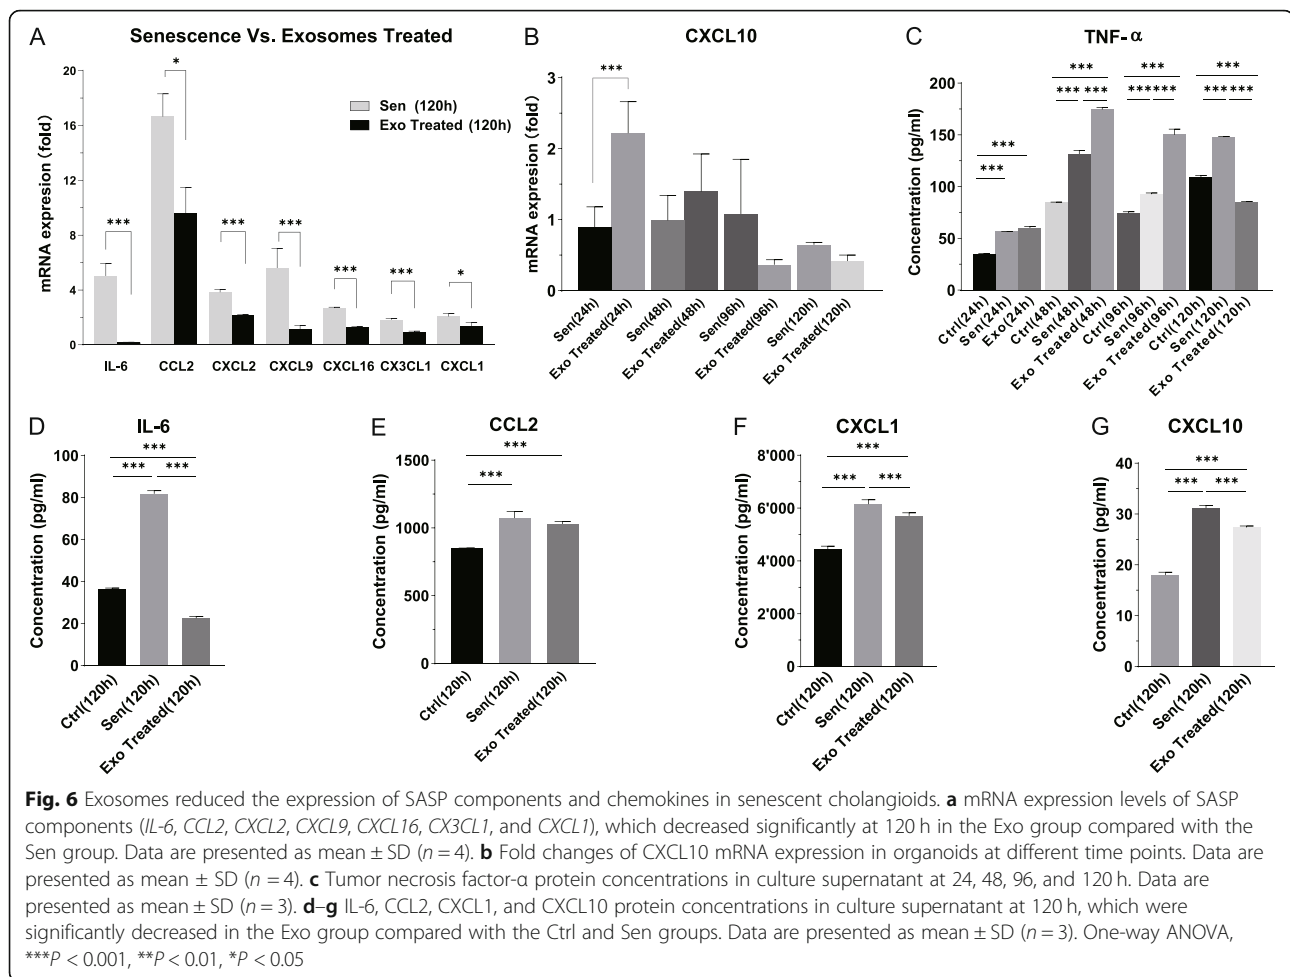 A
Senescence Vs. Exosomes Treated
mRNA expresion (fold)
20
16
12
8
4
0
*
***
***
***
***
***
*
Sen (120h)
Exo Treated (120h)
IL-6 CCL2 CXCL2 CXCL9 CXCL16 CX3CL1 CXCL1
B
CXCL10
mRNA expresion (fold)
3
2
1
0
***
Sen(24h)
Exo Treated(24h)
Sen(48h)
Exo Treated(48h)
Sen(96h)
Exo Treated(96h)
Sen(120h)
Exo Treated(120h)
C
TNF-α
Concentration (pg/ml)
200
150
100
50
0
***
***
***
*** ***
***
*** ***
***
*** ***
Ctrl(24h)
Sen(24h)
Exo(24h)
Ctrl(48h)
Sen(48h)
Exo Treated(48h)
Ctrl(96h)
Sen(96h)
Exo Treated(96h)
Ctrl(120h)
Sen(120h)
Exo Treated(120h)
D
IL-6
Concentration (pg/ml)
100
80
60
40
20
0
***
*** ***
Ctrl(120h)
Sen(120h)
Exo Treated(120h)
E
CCL2
Concentration (pg/ml)
1500
1000
500
0
***
***
Ctrl(120h)
Sen(120h)
Exo Treated(120h)
F
CXCL1
Concentration (pg/ml)
8'000
6'000
4'000
2'000
0
***
*** ***
Ctrl(120h)
Sen(120h)
Exo Treated(120h)
G
CXCL10
Concentration (pg/ml)
40
30
20
10
0
***
*** ***
Ctrl(120h)
Sen(120h)
Exo Treated(120h)
Fig. 6 Exosomes reduced the expression of SASP components and chemokines in senescent cholangioids. a mRNA expression levels of SASP
components (IL-6, CCL2, CXCL2, CXCL9, CXCL16, CX3CL1, and CXCL1), which decreased significantly at 120 h in the Exo group compared with the
Sen group. Data are presented as mean ± SD (n = 4). b Fold changes of CXCL10 mRNA expression in organoids at different time points. Data are
presented as mean ± SD (n = 4). c Tumor necrosis factor-α protein concentrations in culture supernatant at 24, 48, 96, and 120 h. Data are
presented as mean ± SD (n = 3). d–g IL-6, CCL2, CXCL1, and CXCL10 protein concentrations in culture supernatant at 120 h, which were
significantly decreased in the Exo group compared with the Ctrl and Sen groups. Data are presented as mean ± SD (n = 3). One-way ANOVA,
***P < 0.001, **P < 0.01, *P < 0.05